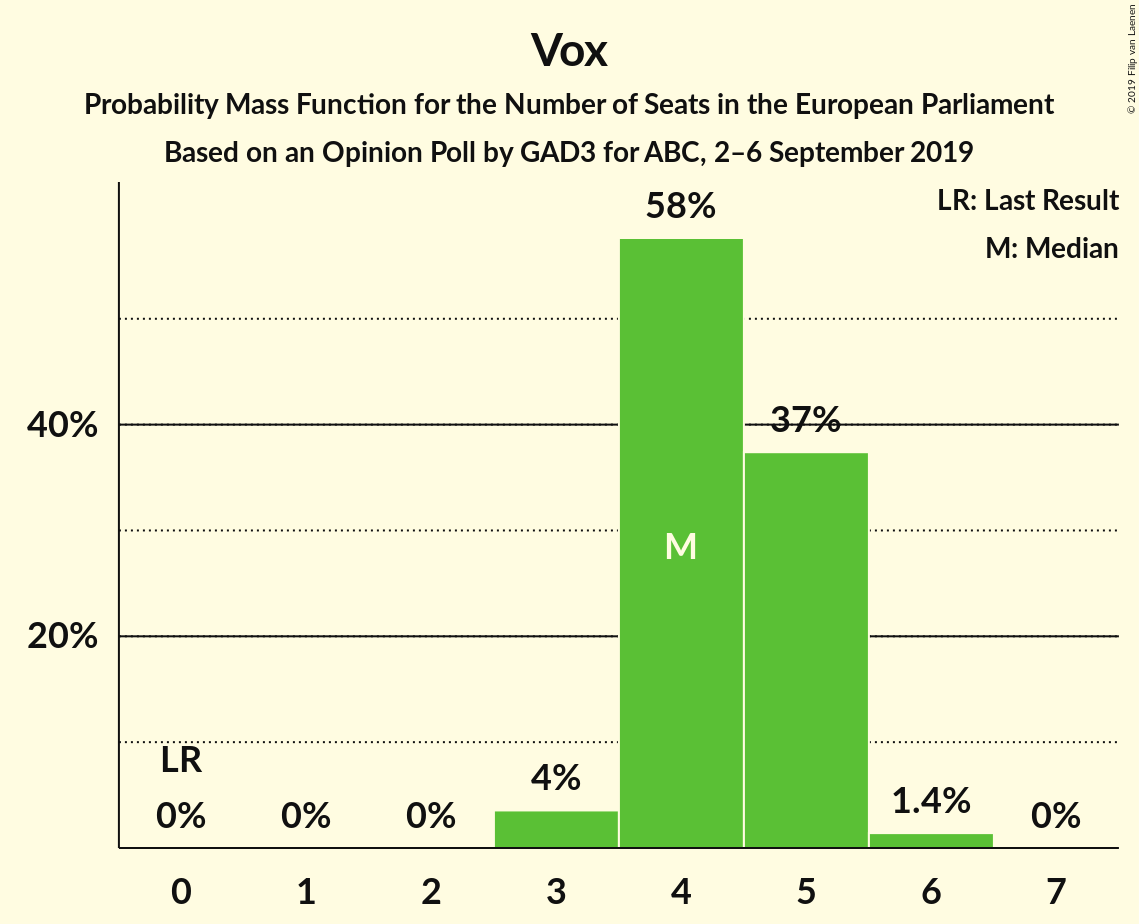 Vox
Probability Mass Function for the Number of Seats in the European Parliament
Based on an Opinion Poll by GAD3 for ABC, 2–6 September 2019
© 2019 Filip van Laenen
LR: Last Result
M: Median
58%
40%
37%
M
20%
LR
4%
1.4%
0%
0%
0%
0%
0 1 2 3 4 5 6 7